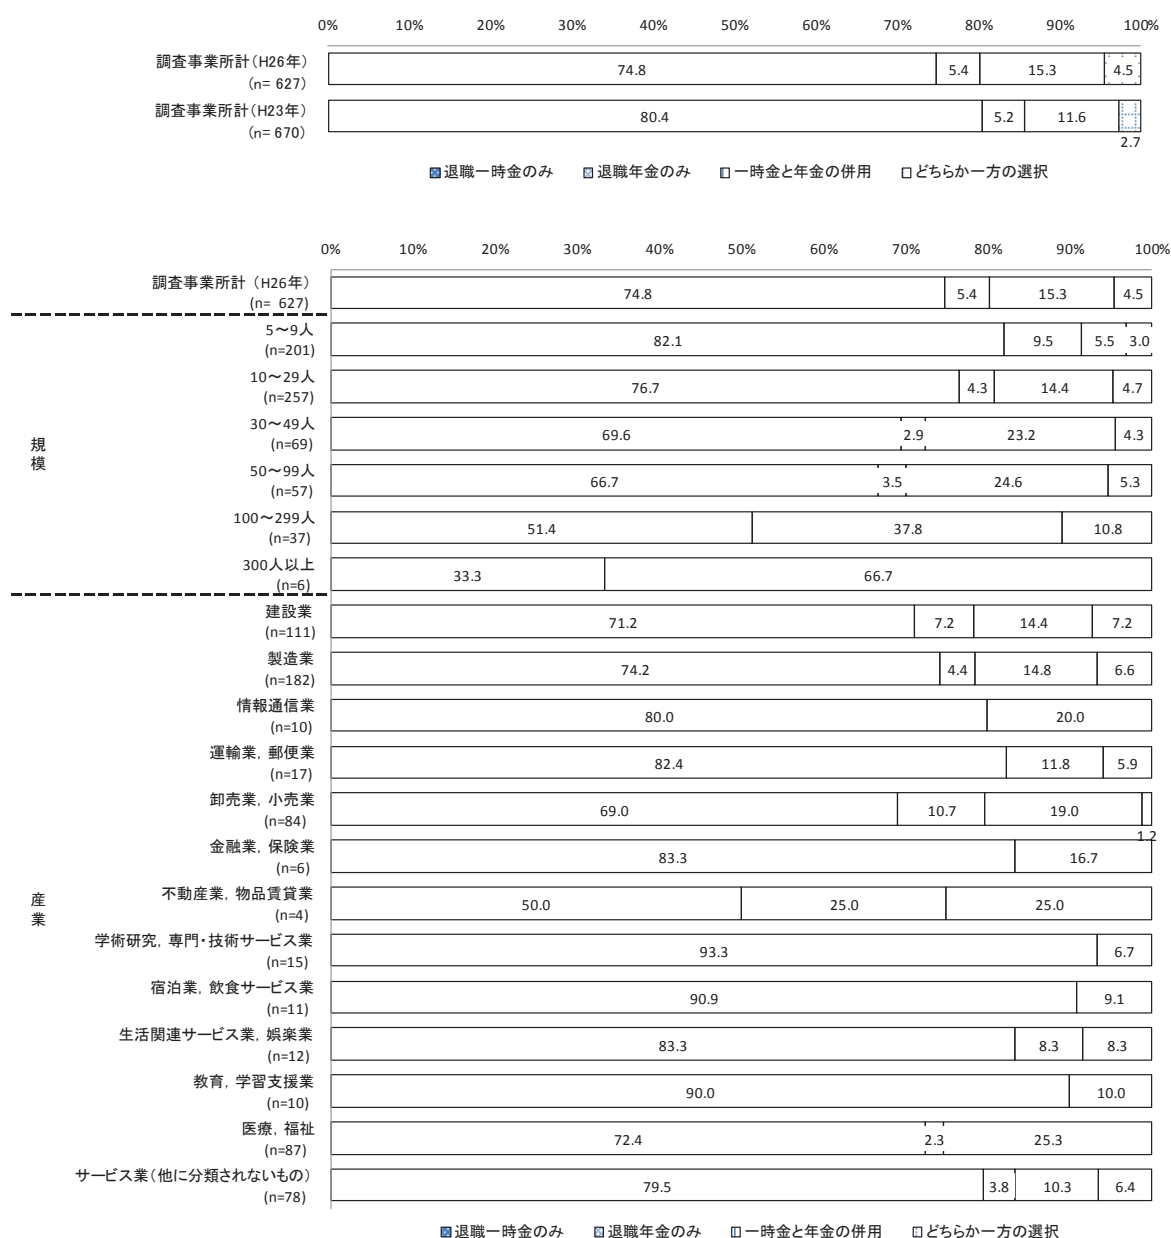 0% 10% 20% 30% 40% 50% 60% 70% 80% 90% 100%
調査事業所計(H26年)
(n= 627)
74.8 5.4 15.3 4.5
調査事業所計(H23年)
(n= 670)
80.4 5.2 11.6
2.7
退職一時金のみ 退職年金のみ 一時金と年金の併用 どちらか一方の選択
0% 10% 20% 30% 40% 50% 60% 70% 80% 90% 100%
調査事業所計 (H26年)
(n= 627)
74.8 5.4 15.3 4.5
規模
5～9人
(n=201)
82.1 9.5 5.5 3.0
10～29人
(n=257)
76.7 4.3 14.4 4.7
30～49人
(n=69)
69.6 2.9 23.2 4.3
50～99人
(n=57)
66.7 3.5 24.6 5.3
100～299人
(n=37)
51.4 37.8 10.8
300人以上
(n=6)
33.3 66.7
産業
建設業
(n=111)
71.2 7.2 14.4 7.2
製造業
(n=182)
74.2 4.4 14.8 6.6
情報通信業
(n=10)
80.0 20.0
運輸業，郵便業
(n=17)
82.4 11.8 5.9
卸売業，小売業
(n=84)
69.0 10.7 19.0
1.2
金融業，保険業
(n=6)
83.3 16.7
不動産業，物品賃貸業
(n=4)
50.0 25.0 25.0
学術研究，専門・技術サービス業
(n=15)
93.3 6.7
宿泊業，飲食サービス業
(n=11)
90.9 9.1
生活関連サービス業，娯楽業
(n=12)
83.3 8.3 8.3
教育，学習支援業
(n=10)
90.0 10.0
医療，福祉
(n=87)
72.4 2.3 25.3
サービス業(他に分類されないもの)
(n=78)
79.5 3.8 10.3 6.4
退職一時金のみ 退職年金のみ 一時金と年金の併用 どちらか一方の選択